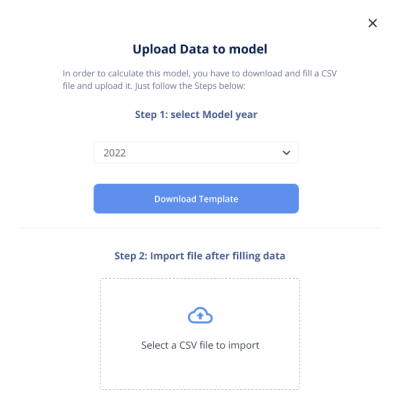 Upload Data to model
In order to calculate this model, you have to download and fill a CSV
file and upload it. Just follow the Steps below:
Step 1: select Model year
2022
Download Template
Step 2: Import file after filling data
Select a CSV file to import